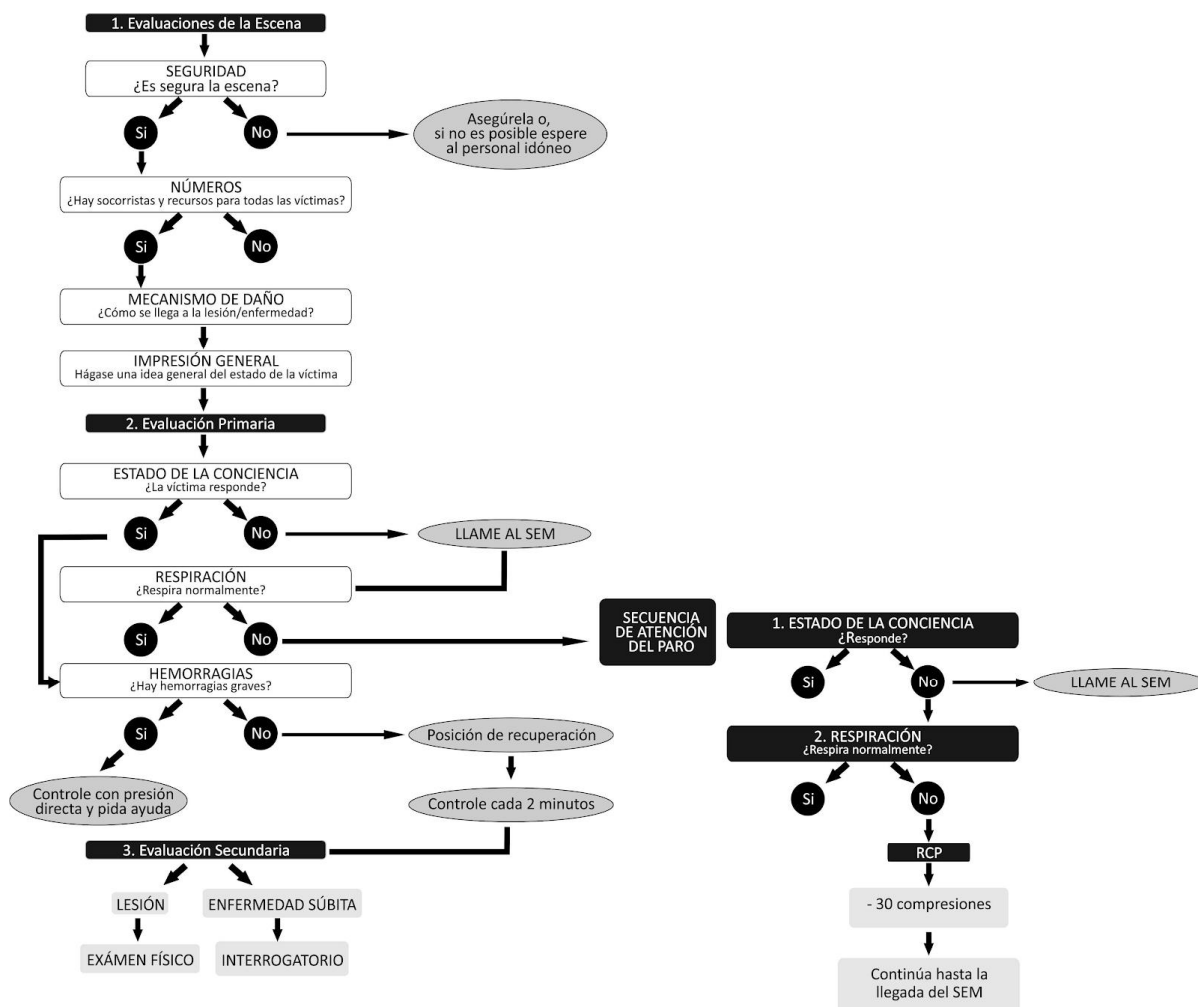 1. Evaluaciones de la Escena
SEGURIDAD
¿Es segura la escena?
Si
No
Asegúrela o,
si no es posible espere
al personal idóneo
NÚMEROS
¿Hay socorristas y recursos para todas las víctimas?
Si
No
MECANISMO DE DAÑO
¿Cómo se llega a la lesión/enfermedad?
IMPRESIÓN GENERAL
Hágase una idea general del estado de la víctima
2. Evaluación Primaria
ESTADO DE LA CONCIENCIA
¿La víctima responde?
Si
No
LLAME AL SEM
RESPIRACIÓN
¿Respira normalmente?
Si
No
HEMORRAGIAS
¿Hay hemorragias graves?
Si
No
Posición de recuperación
Controle con presión
directa y pida ayuda
Controle cada 2 minutos
3. Evaluación Secundaria
LESIÓN
ENFERMEDAD SÚBITA
EXÁMEN FÍSICO
INTERROGATORIO
SECUENCIA
DE ATENCIÓN
DEL PARO
1. ESTADO DE LA CONCIENCIA
¿Responde?
Si
No
LLAME AL SEM
2. RESPIRACIÓN
¿Respira normalmente?
Si
No
RCP
- 30 compresiones
Continúa hasta la
llegada del SEM